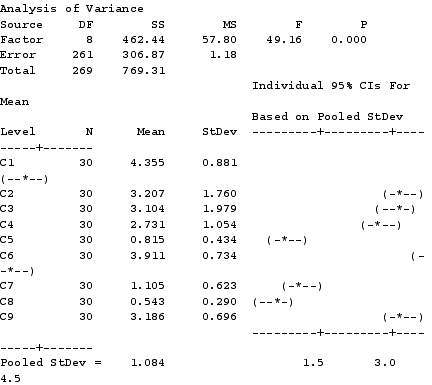 Analysis of Variance
Source DF SS MS F P
Factor 8 462.44 57.80 49.16 0.000
Error 261 306.87 1.18
Total 269 769.31
Individual 95% CIs For
Mean
Based on Pooled StDev
Level N Mean StDev ---------+---------+----
-----+-------
C1 30 4.355 0.881
(--*--)
C2 30 3.207 1.760 (-*--)
C3 30 3.104 1.979 (--*-)
C4 30 2.731 1.054 (-*--)
C5 30 0.815 0.434 (-*--)
C6 30 3.911 0.734 (-
-*--)
C7 30 1.105 0.623 (-*--)
C8 30 0.543 0.290 (--*-)
C9 30 3.186 0.696 (-*--)
---------+---------+----
-----+-------
Pooled StDev = 1.084 1.5 3.0
4.5